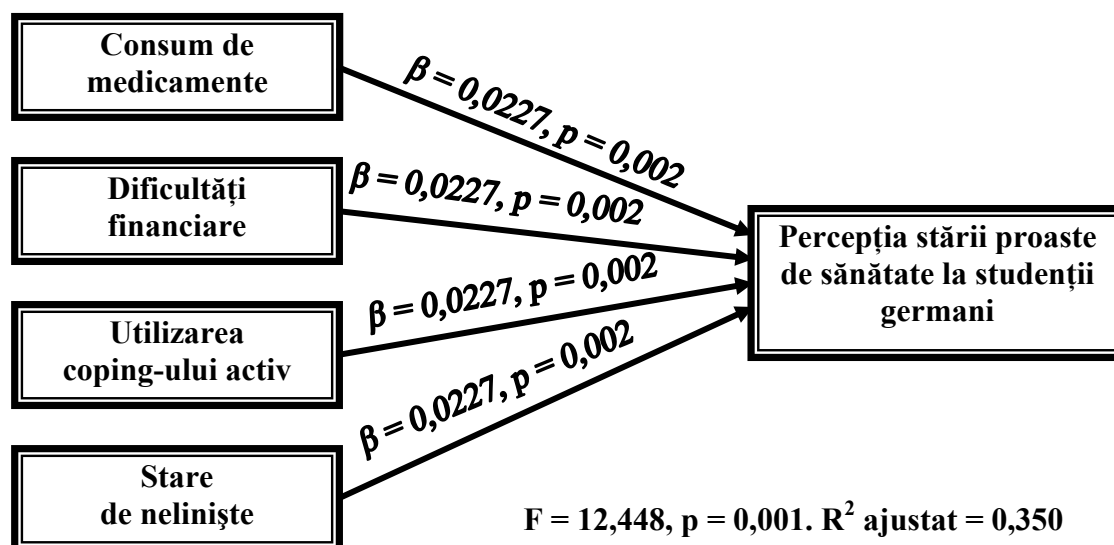 Consum de
medicamente
β = 0,0227, p = 0,002
Dificultăți
financiare
β = 0,0227, p = 0,002
Utilizarea
coping-ului activ
β = 0,0227, p = 0,002
Stare
de nelinişte
β = 0,0227, p = 0,002
Percepția stării proaste
de sănătate la studenții
germani
F = 12,448, p = 0,001. R² ajustat = 0,350